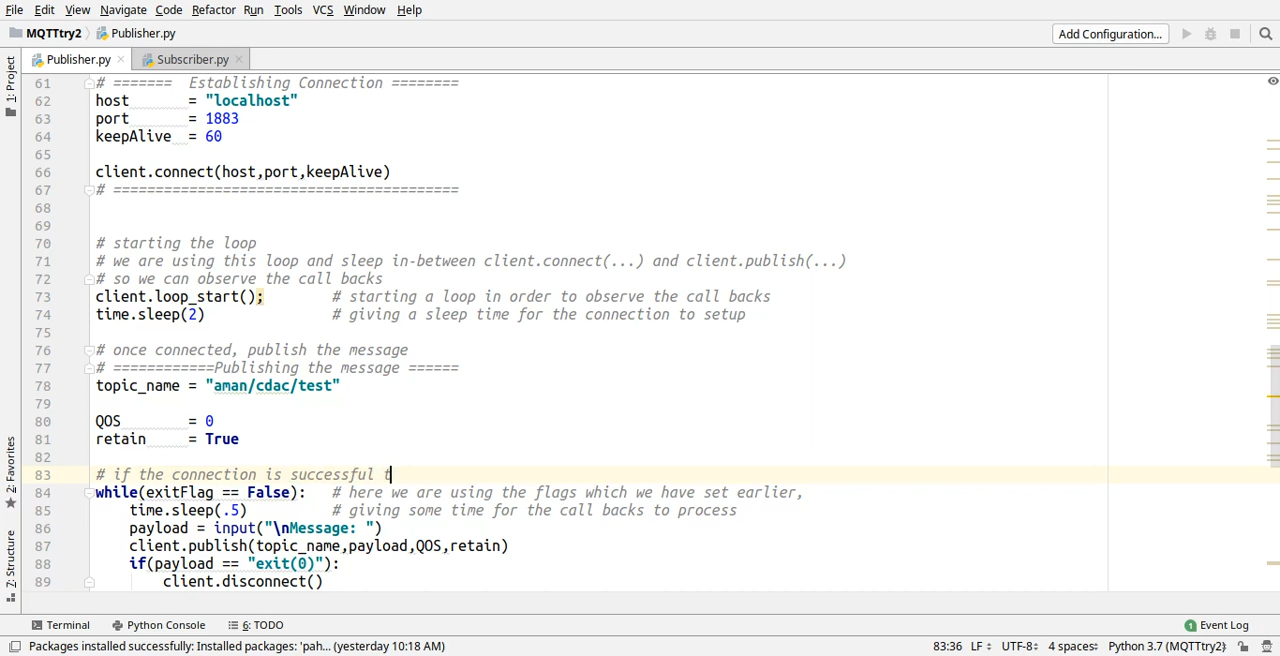 File Edit View Navigate Code Refactor Run Tools VCS Window Help
MQTTtry2 Publisher.py Add Configuration...
Publisher.py Subscriber.py
1: Project
61 # ======= Establishing Connection ========
62 host = "localhost"
63 port = 1883
64 keepAlive = 60
65
66 client.connect(host,port,keepAlive)
67 # =========================================
68
69
70 # starting the loop
71 # we are using this loop and sleep in-between client.connect(...) and client.publish(...)
72 # so we can observe the call backs
73 client.loop_start(); # starting a loop in order to observe the call backs
74 time.sleep(2) # giving a sleep time for the connection to setup
75
76 # once connected, publish the message
77 # ============Publishing the message ======
78 topic_name = "aman/cdac/test"
79
80 QOS = 0
81 retain = True
82
83 # if the connection is successful t
84 while(exitFlag == False): # here we are using the flags which we have set earlier,
85 time.sleep(.5) # giving some time for the call backs to process
86 payload = input("\nMessage: ")
87 client.publish(topic_name,payload,QOS,retain)
88 if(payload == "exit(0)"):
89 client.disconnect()
2: Favorites
7: Structure
Terminal Python Console 6: TODO 1 Event Log
Packages installed successfully: Installed packages: 'pah... (yesterday 10:18 AM) 83:36 LF UTF-8 4 spaces Python 3.7 (MQTTtry2)